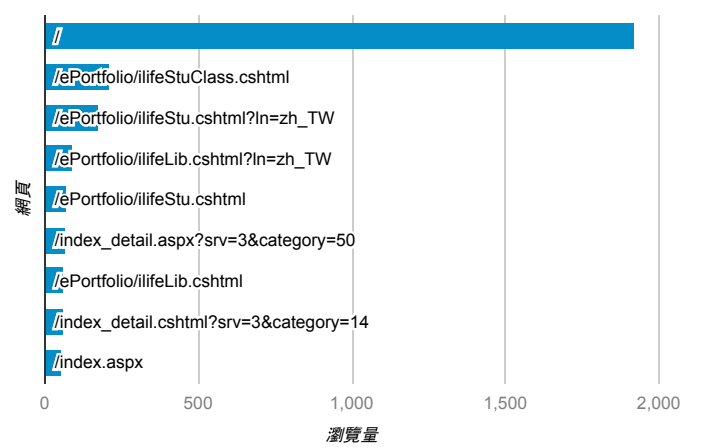 /
/ePortfolio/ilifeStuClass.cshtml
/ePortfolio/ilifeStu.cshtml?ln=zh_TW
/ePortfolio/ilifeLib.cshtml?ln=zh_TW
/ePortfolio/ilifeStu.cshtml
/index_detail.aspx?srv=3&category=50
/ePortfolio/ilifeLib.cshtml
/index_detail.cshtml?srv=3&category=14
/index.aspx
網頁
0 500 1,000 1,500 2,000
瀏覽量